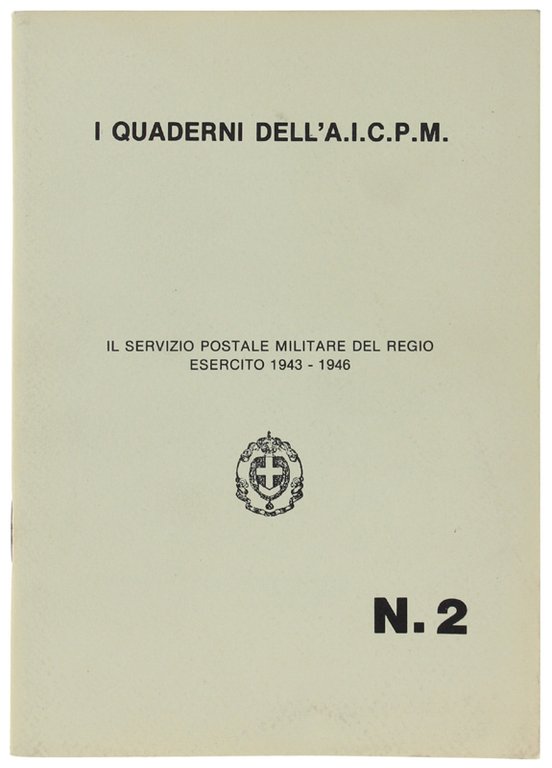 I QUADERNI DELL'A.I.C.P.M.
IL SERVIZIO POSTALE MILITARE DEL REGIO
ESERCITO 1943 - 1946
N. 2